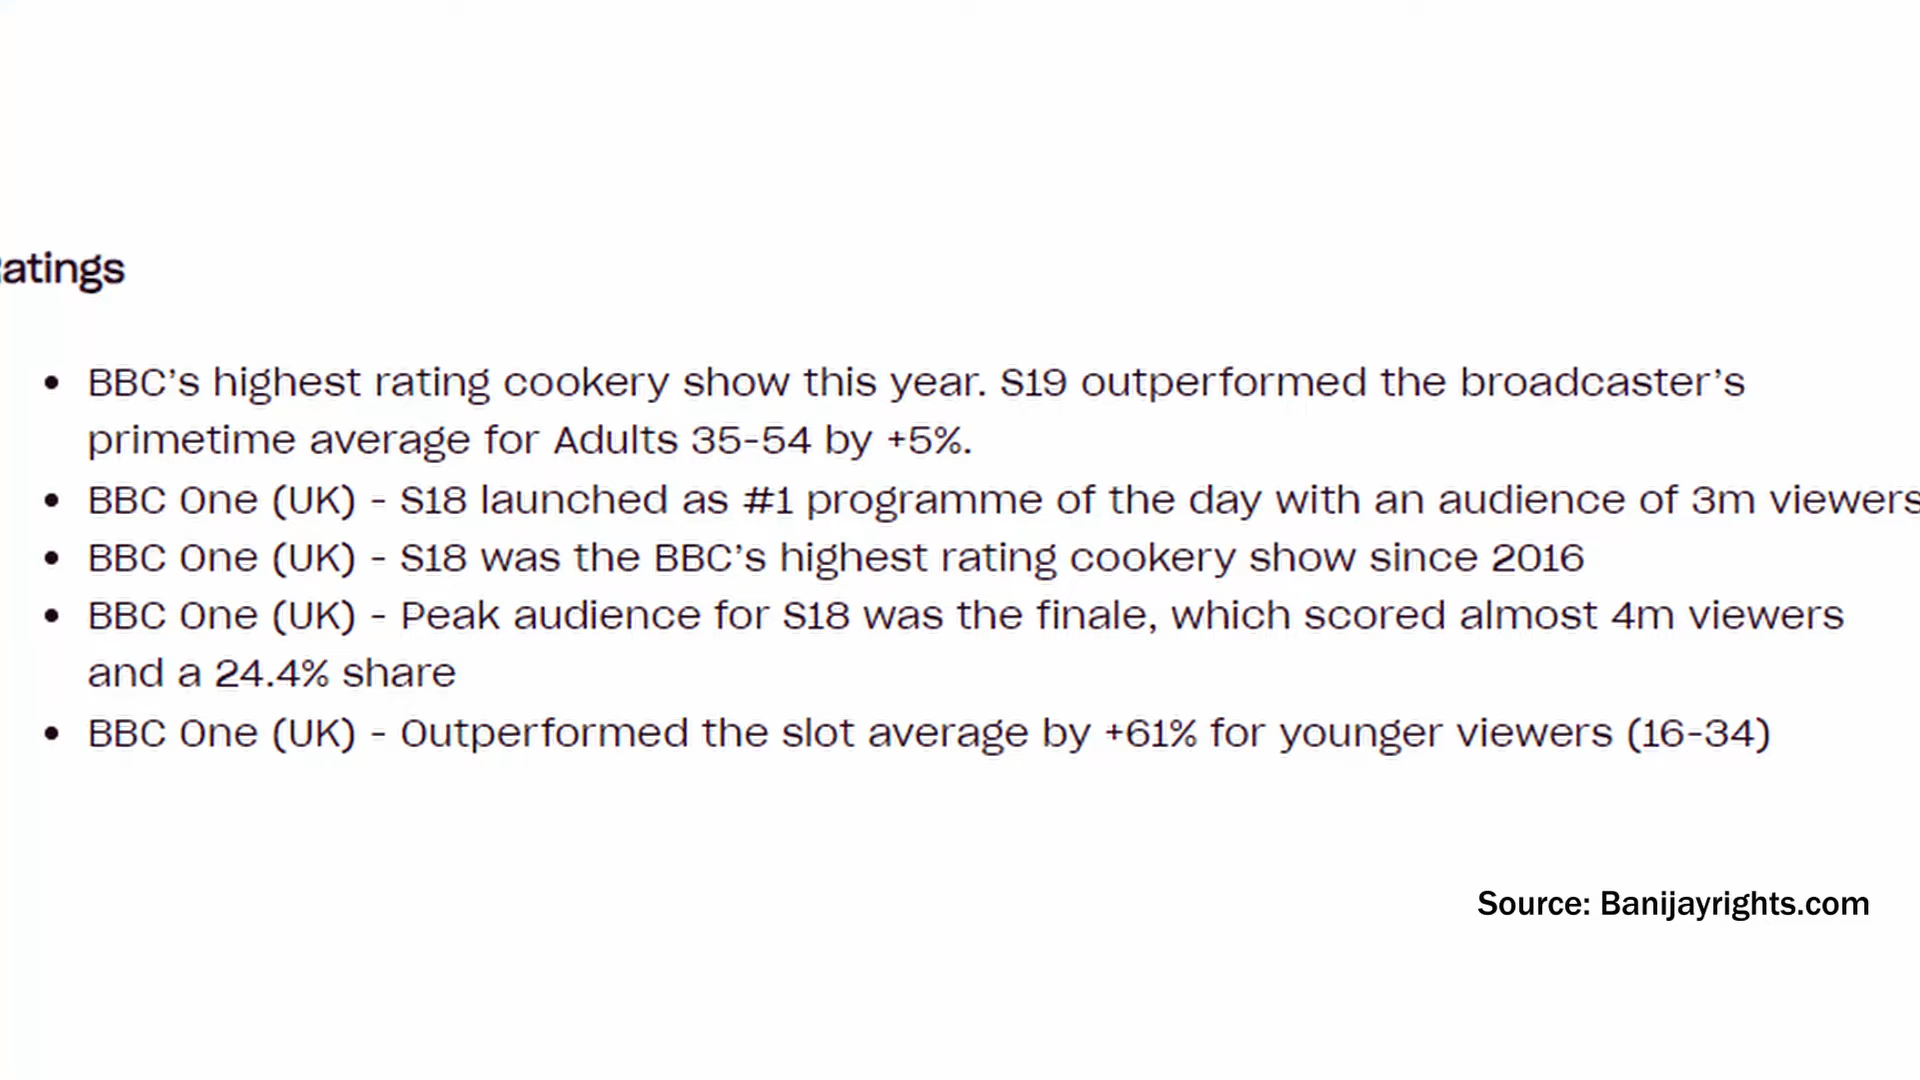 atings
• BBC's highest rating cookery show this year. S19 outperformed the broadcaster's
primetime average for Adults 35-54 by +5%.
• BBC One (UK) - S18 launched as #1 programme of the day with an audience of 3m viewers
• BBC One (UK) - S18 was the BBC's highest rating cookery show since 2016
• BBC One (UK) - Peak audience for S18 was the finale, which scored almost 4m viewers
and a 24.4% share
• BBC One (UK) - Outperformed the slot average by +61% for younger viewers (16-34)
Source: Banijayrights.com